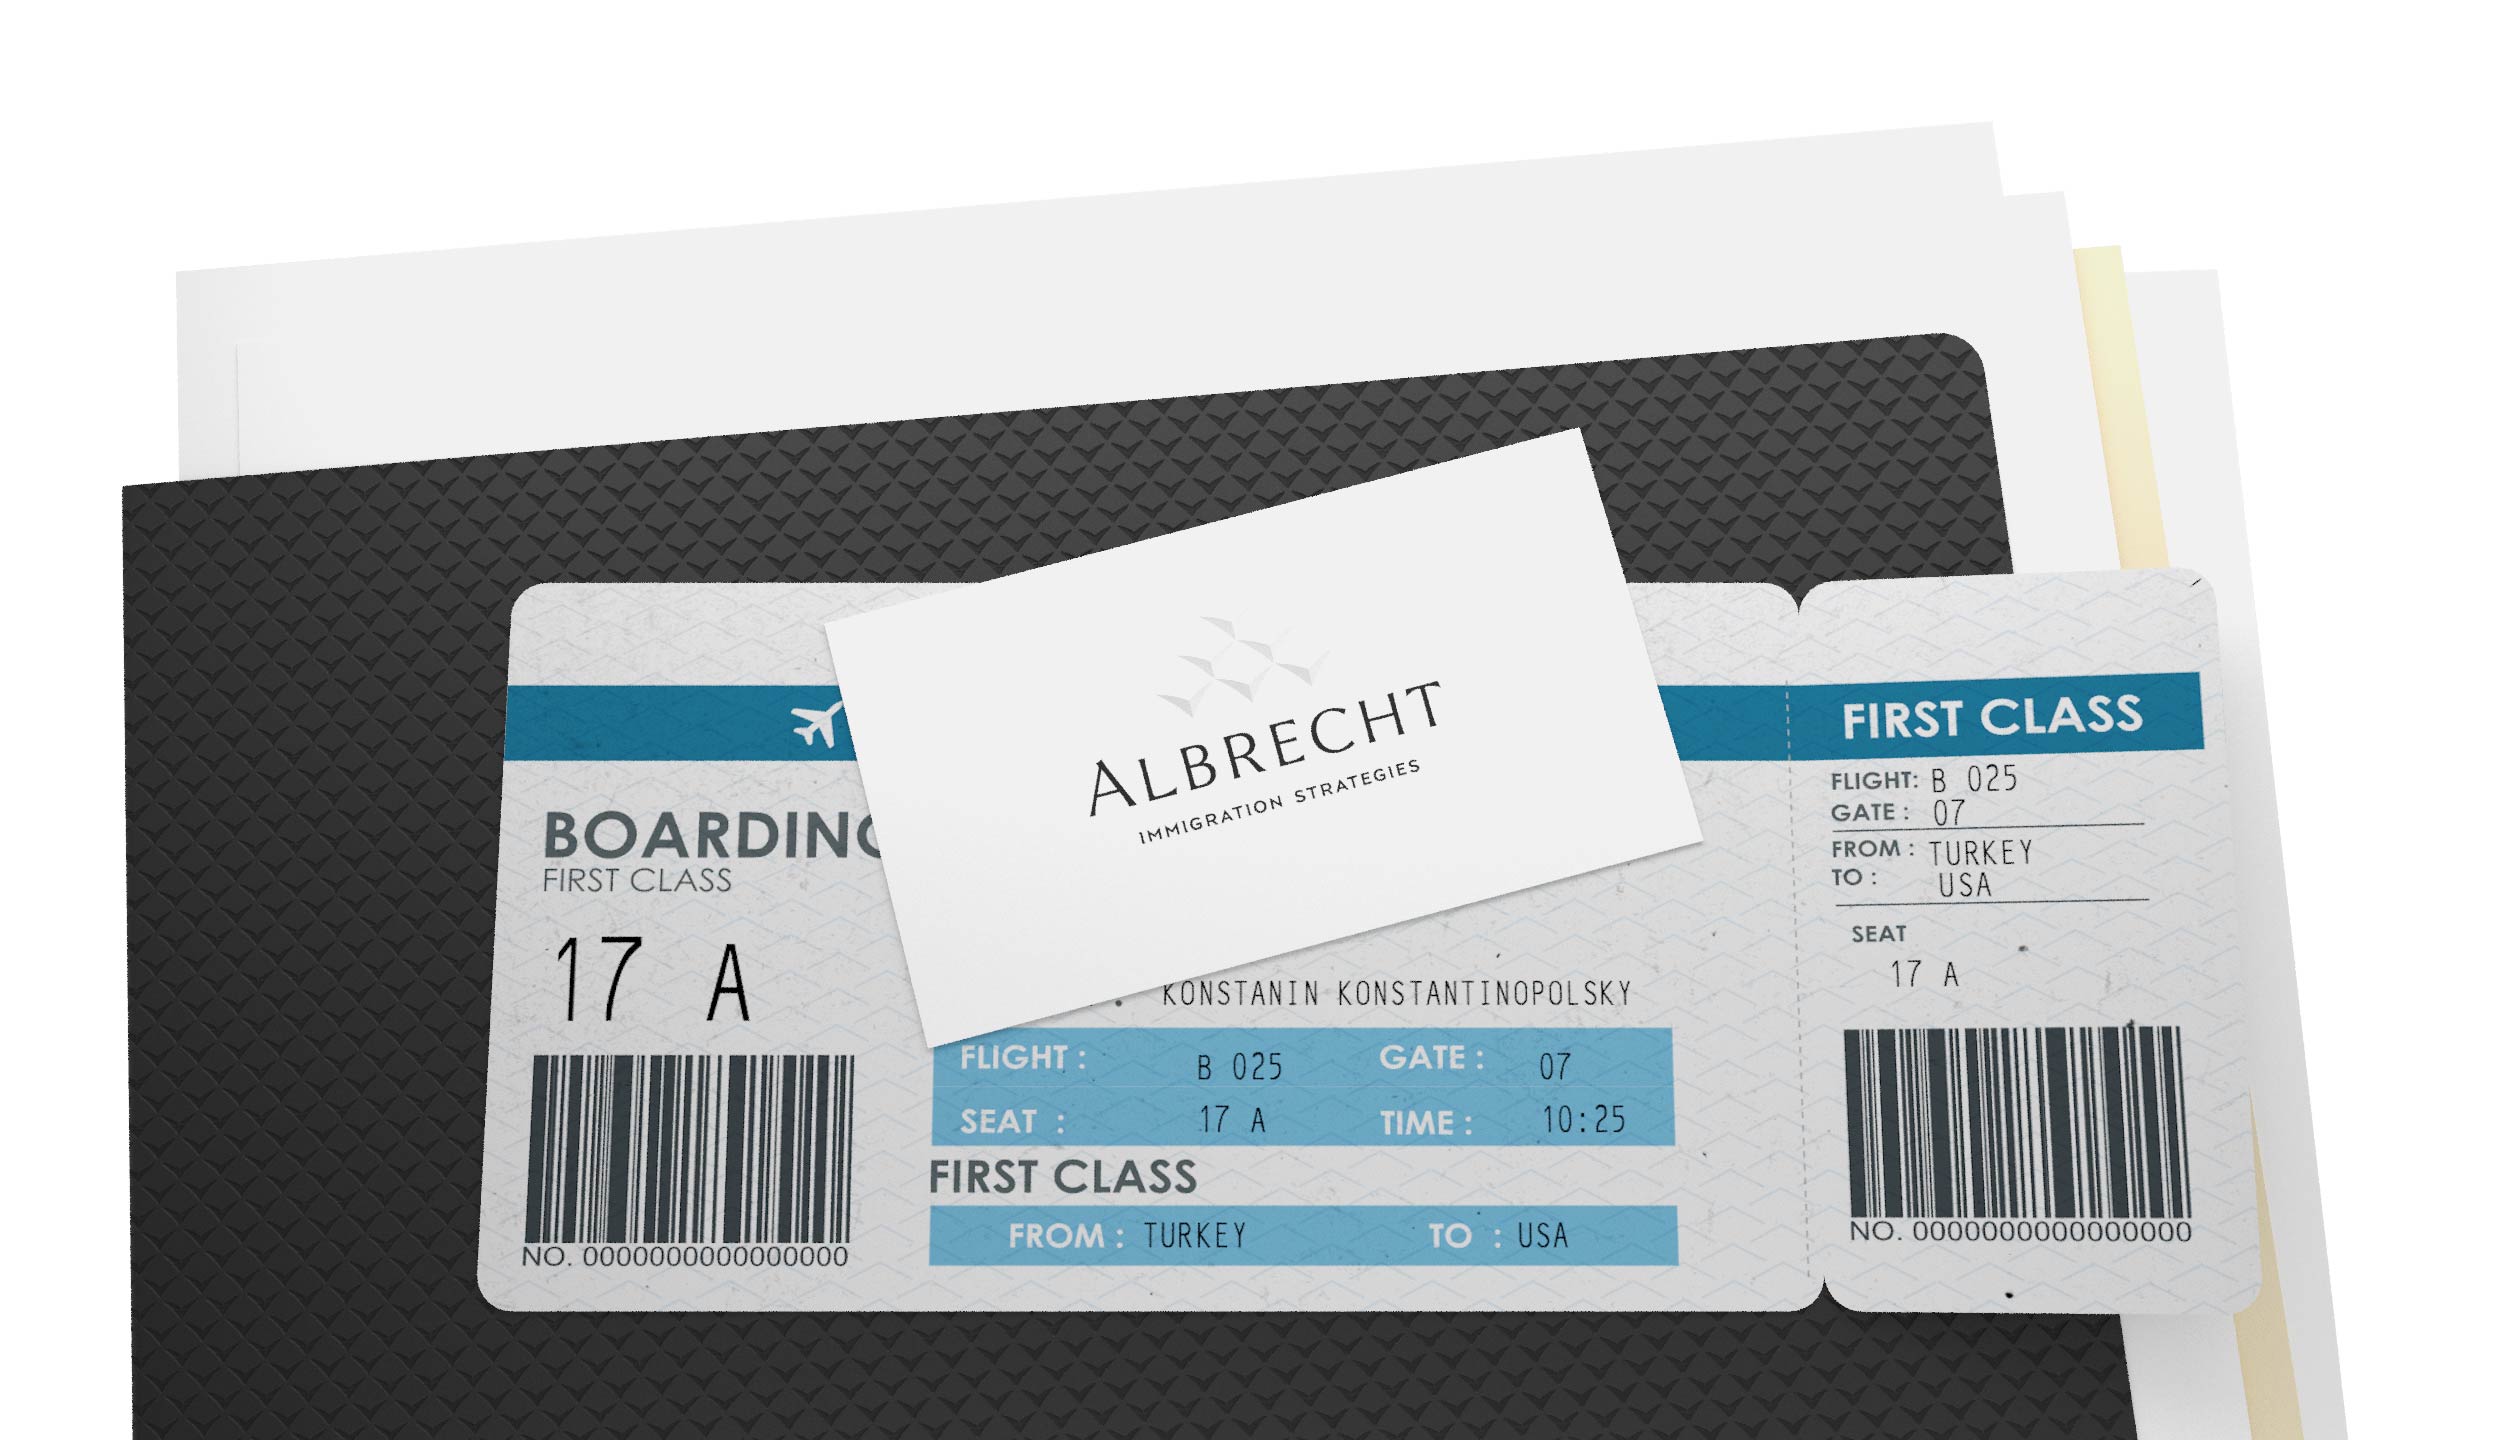 ALBRECHT
IMMIGRATION STRATEGIES
BOARDING
FIRST CLASS
17 A
NO. 0000000000000000
: KONSTANIN KONSTANTINOPOLSKY
FLIGHT : B 025 GATE : 07
SEAT : 17 A TIME : 10:25
FIRST CLASS
FROM : TURKEY TO : USA
FIRST CLASS
FLIGHT: B 025
GATE : 07
FROM : TURKEY
TO : USA
SEAT
17 A
NO. 0000000000000000